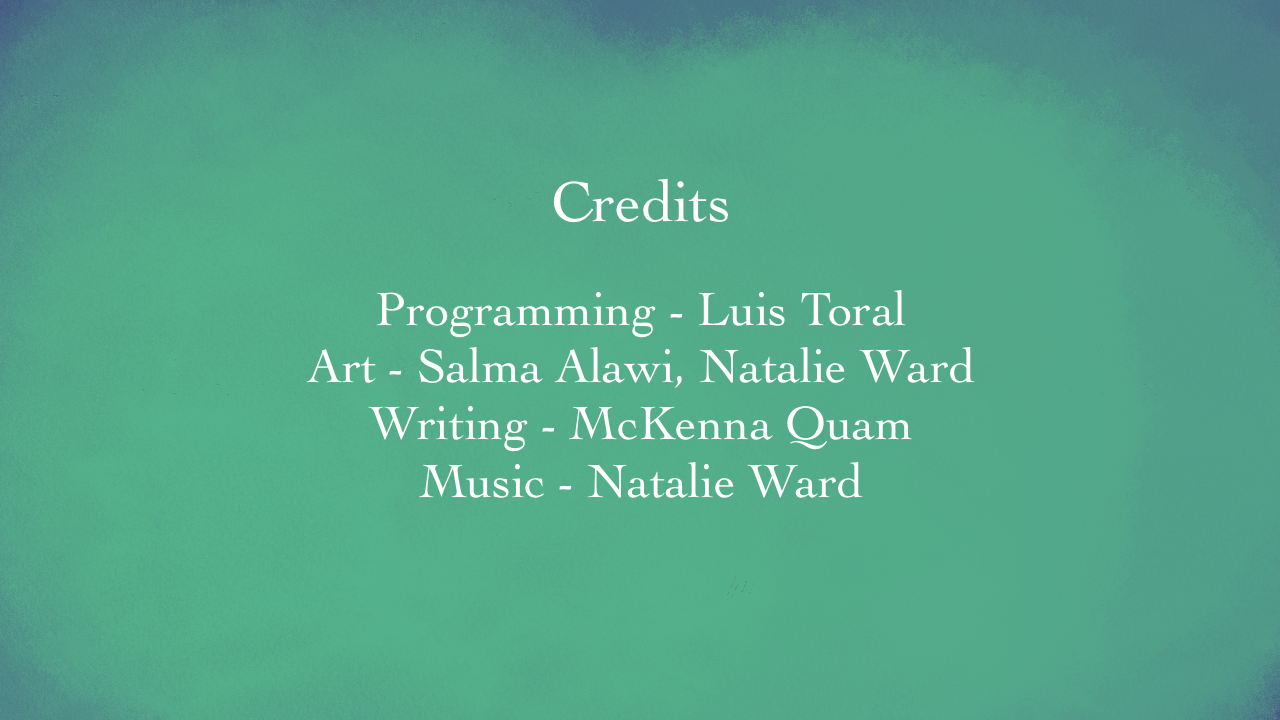 Credits
Programming - Luis Toral
Art - Salma Alawi, Natalie Ward
Writing - McKenna Quam
Music - Natalie Ward